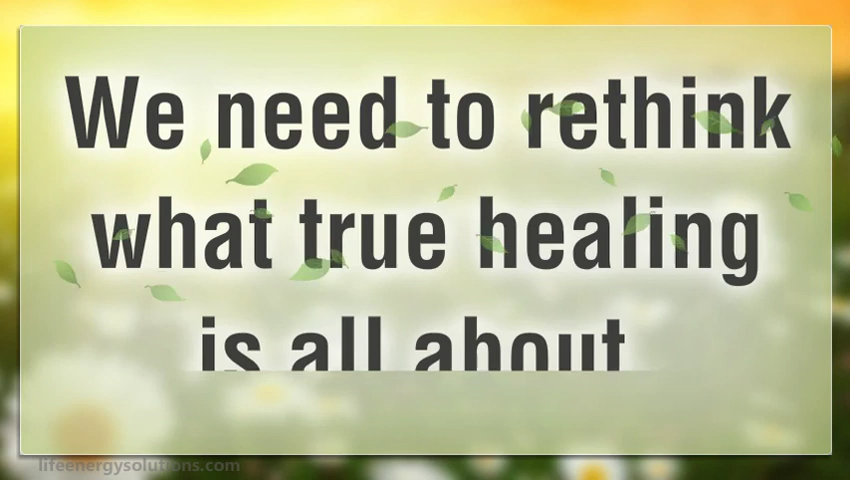 We need to rethink
what true healing
is all about
lifeenergysolutions.com